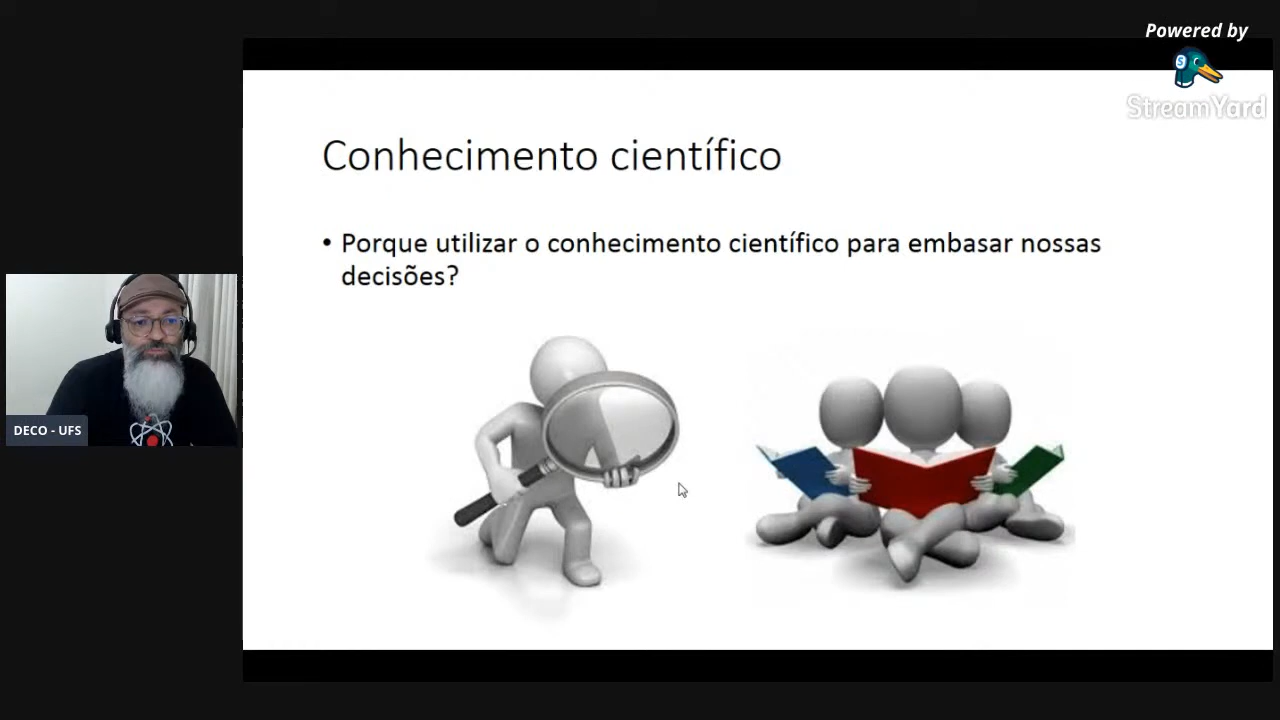 Powered by
StreamYard
Conhecimento científico
• Porque utilizar o conhecimento científico para embasar nossas
decisões?
DECO - UFS